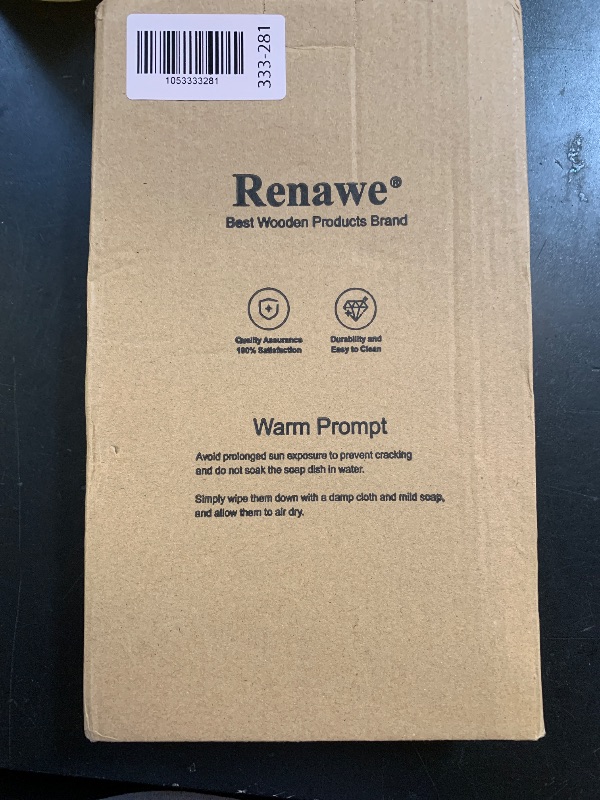 1053333281
333-281
Renawe®
Best Wooden Products Brand
Quality Assurance
100% Satisfaction
Durability and
Easy to Clean
Warm Prompt
Avoid prolonged sun exposure to prevent cracking
and do not soak the soap dish in water.
Simply wipe them down with a damp cloth and mild soap,
and allow them to air dry.